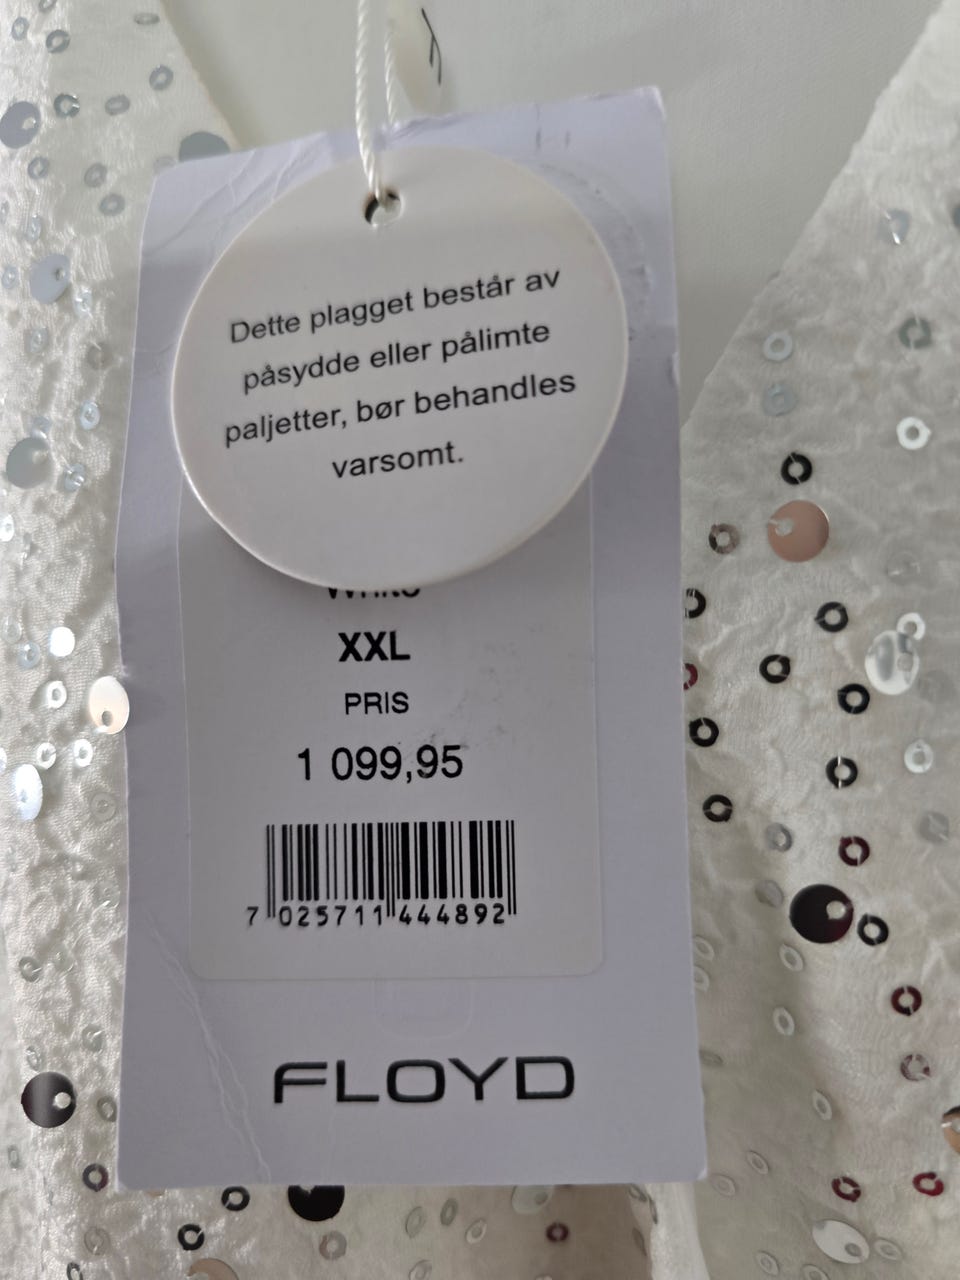 Dette plagget består av
påsydde eller pålimte
paljetter, bør behandles
varsomt.
XXL
PRIS
1 099,95
7 025711 444892
FLOYD